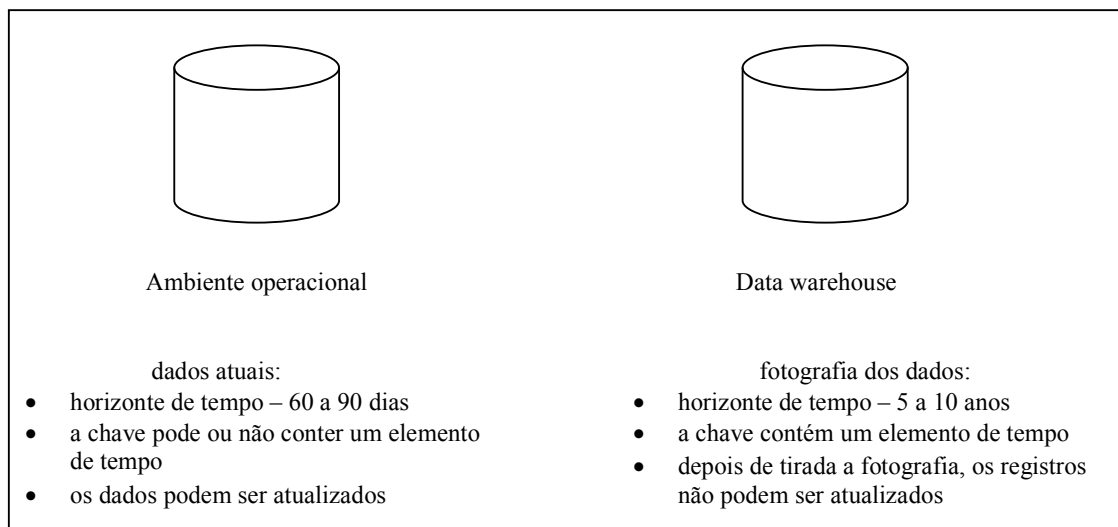 Ambiente operacional
Data warehouse
dados atuais:
• horizonte de tempo – 60 a 90 dias
• a chave pode ou não conter um elemento
de tempo
• os dados podem ser atualizados
fotografia dos dados:
• horizonte de tempo – 5 a 10 anos
• a chave contém um elemento de tempo
• depois de tirada a fotografia, os registros
não podem ser atualizados